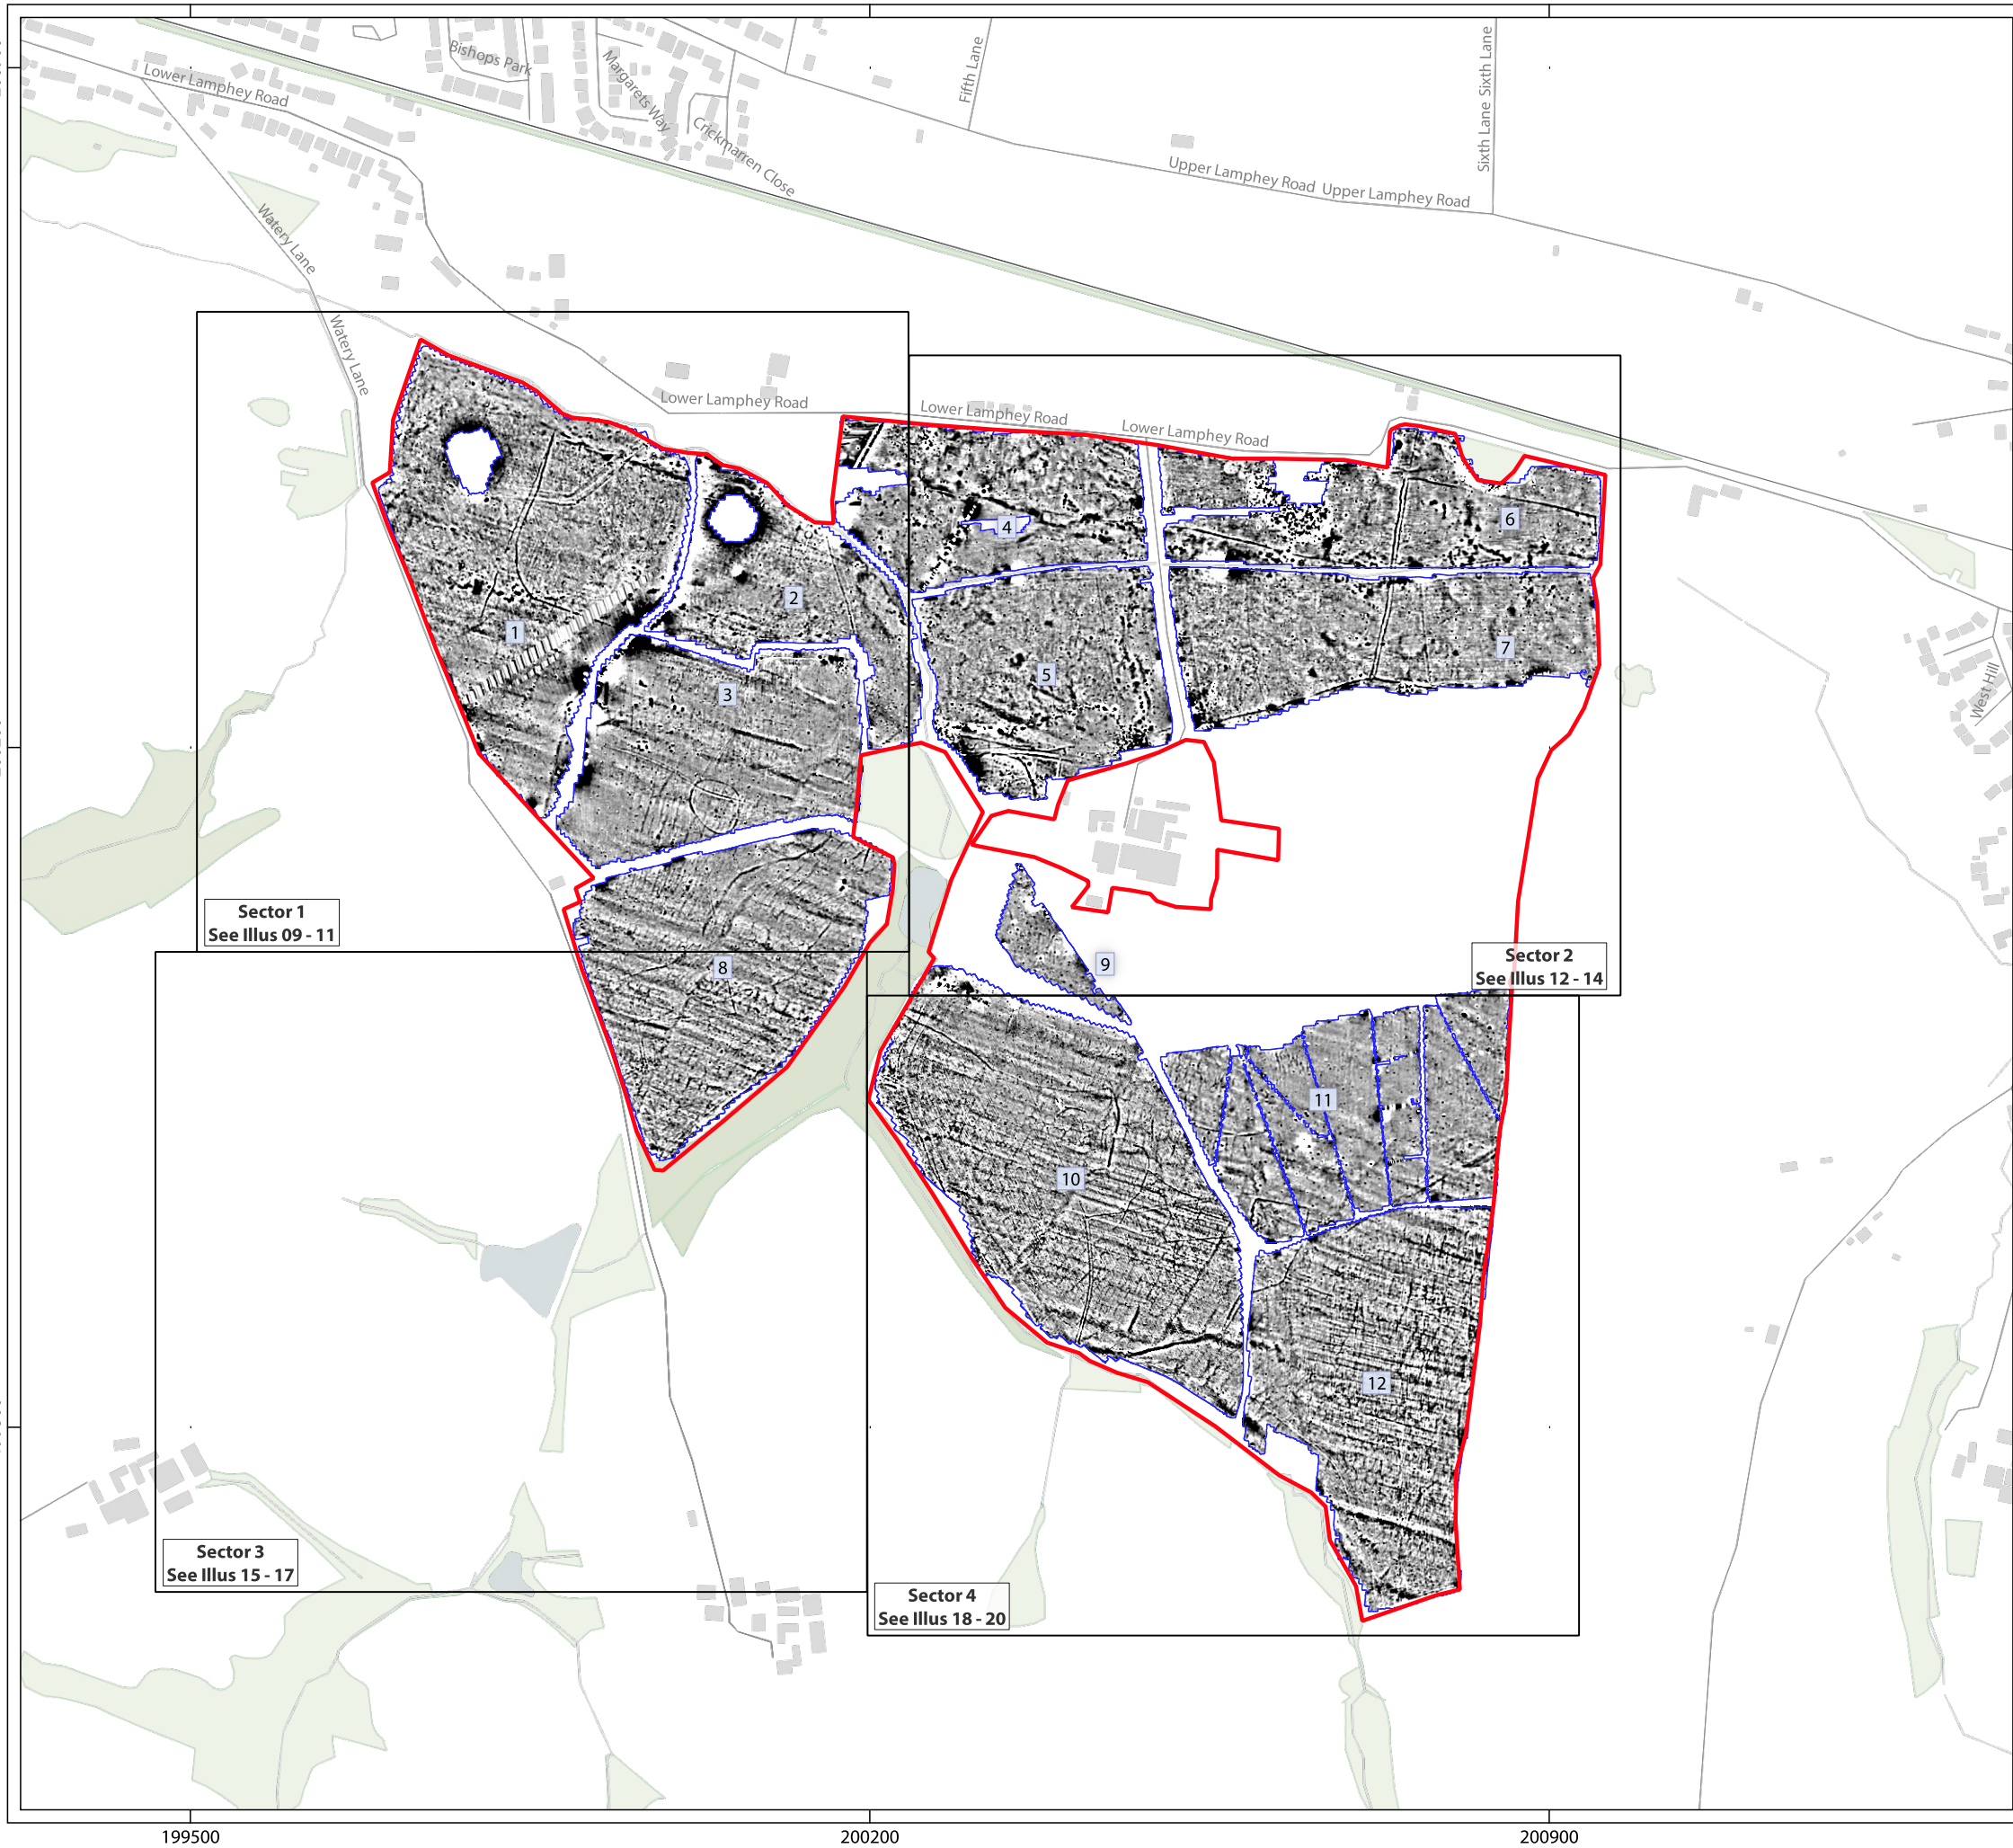 Bishops Park
Margarets Way
Crickmarren Close
Lower Lamphey Road
Fifth Lane
Sixth Lane Sixth Lane
Upper Lamphey Road Upper Lamphey Road
Watery Lane
Watery Lane
Lower Lamphey Road
Lower Lamphey Road
Lower Lamphey Road
West Hill
1
2
3
4
5
6
7
8
9
10
11
12
Sector 1
See Illus 09 - 11
Sector 2
See Illus 12 - 14
Sector 3
See Illus 15 - 17
Sector 4
See Illus 18 - 20
199500
200200
200900